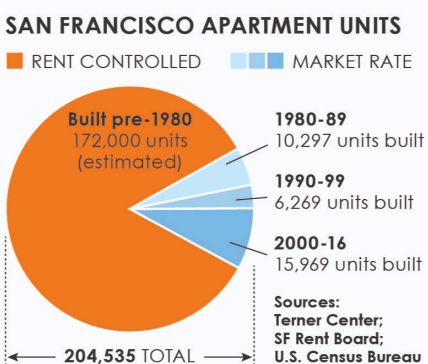 SAN FRANCISCO APARTMENT UNITS
RENT CONTROLLED
MARKET RATE
Built pre-1980
172,000 units
(estimated)
1980-89
10,297 units built
1990-99
6,269 units built
2000-16
15,969 units built
Sources:
Terner Center;
SF Rent Board;
U.S. Census Bureau
204,535 TOTAL